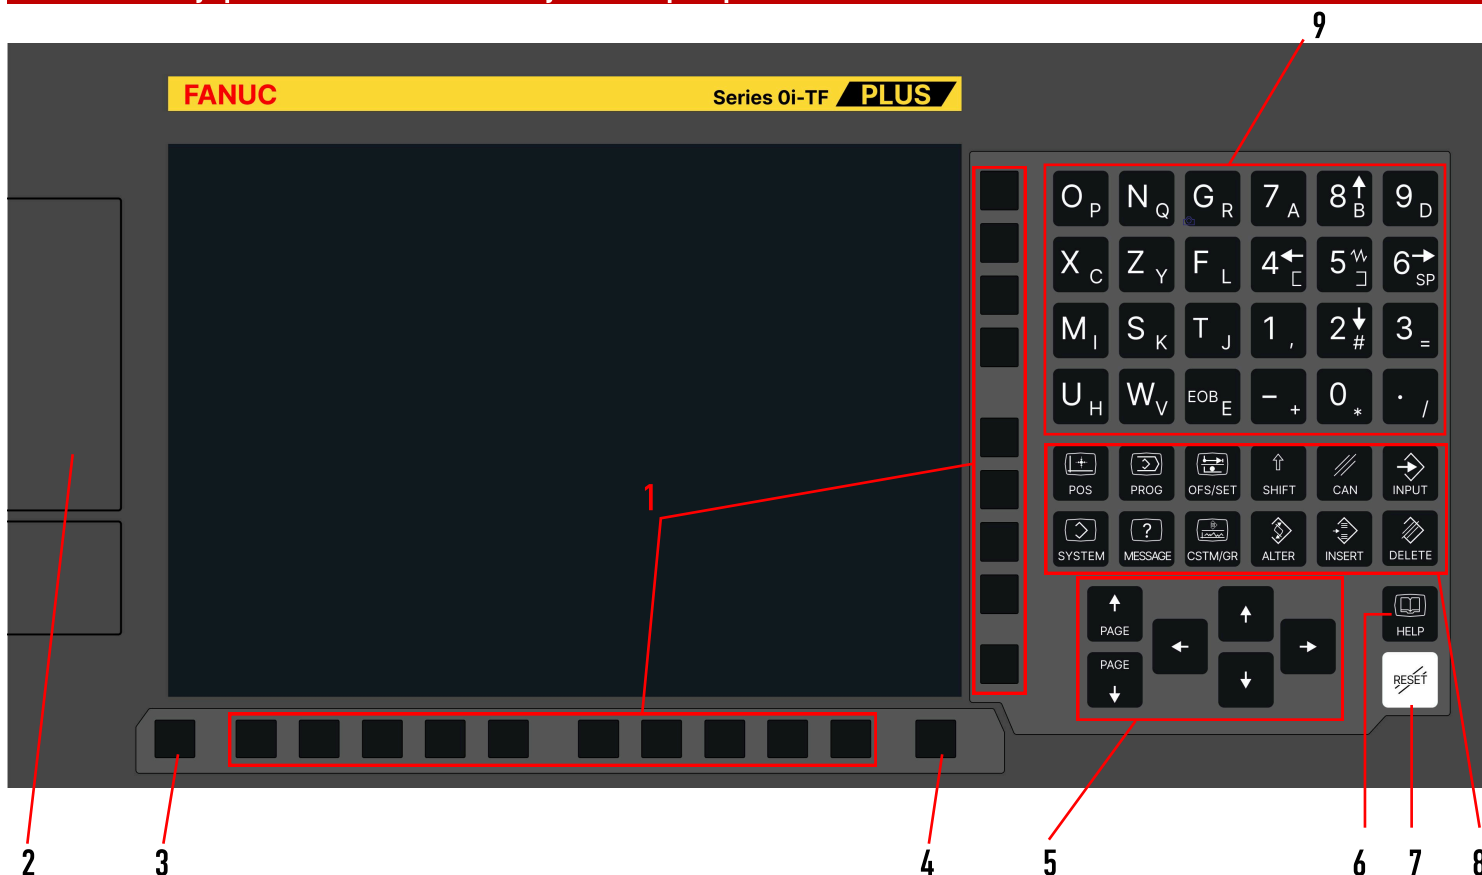 9
FANUC
Series 0i-TF PLUS
O P N Q G R 7 A 8 B 9 D
X C Z Y F L 4 [ 5 ] 6 SP
M I S K T J 1 , 2 # 3 =
U H W V EOB E - + 0 * . /
POS PROG OFS/SET SHIFT CAN INPUT
SYSTEM MESSAGE CSTM/GR ALTER INSERT DELETE
1
PAGE
HELP
PAGE
RESET
2 3 4 5 6 7 8